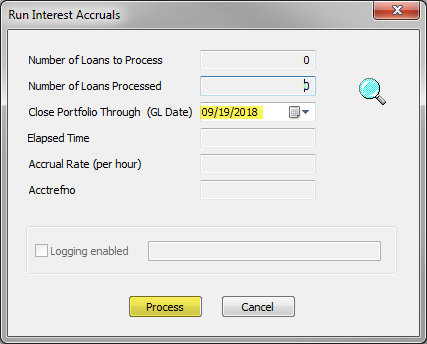 Run Interest Accruals
Number of Loans to Process 0
Number of Loans Processed 0
Close Portfolio Through (GL Date) 09/19/2018
Elapsed Time
Accrual Rate (per hour)
Acctrefno
Logging enabled
Process Cancel